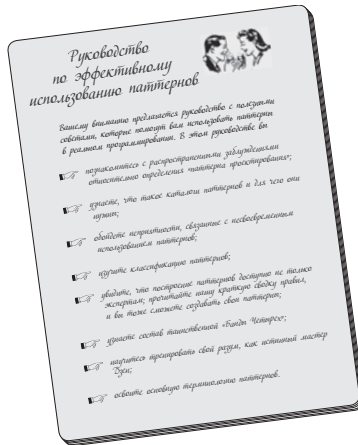 Руководство
по эффективному
использованию паттернов
Вашему вниманию предлагается руководство с полезными
советами, которые помогут вам использовать паттерны
в реальном программировании. В этом руководстве вы
познакомитесь с распространенными заблуждениями
относительно определения «паттерна проектирования»;
узнаете, что такое каталоги паттернов и для чего они
нужны;
обойдете неприятности, связанные с несвоевременным
использованием паттернов;
изучите классификацию паттернов;
увидите, что построение паттернов доступно не только
экспертам; прочитайте нашу краткую сводку правил,
и вы тоже сможете создавать свои паттерны;
узнаете состав таинственной «Банды Четырех»;
научитесь тренировать свой разум, как истинный мастер
Дзен;
освоите основную терминологию паттернов.